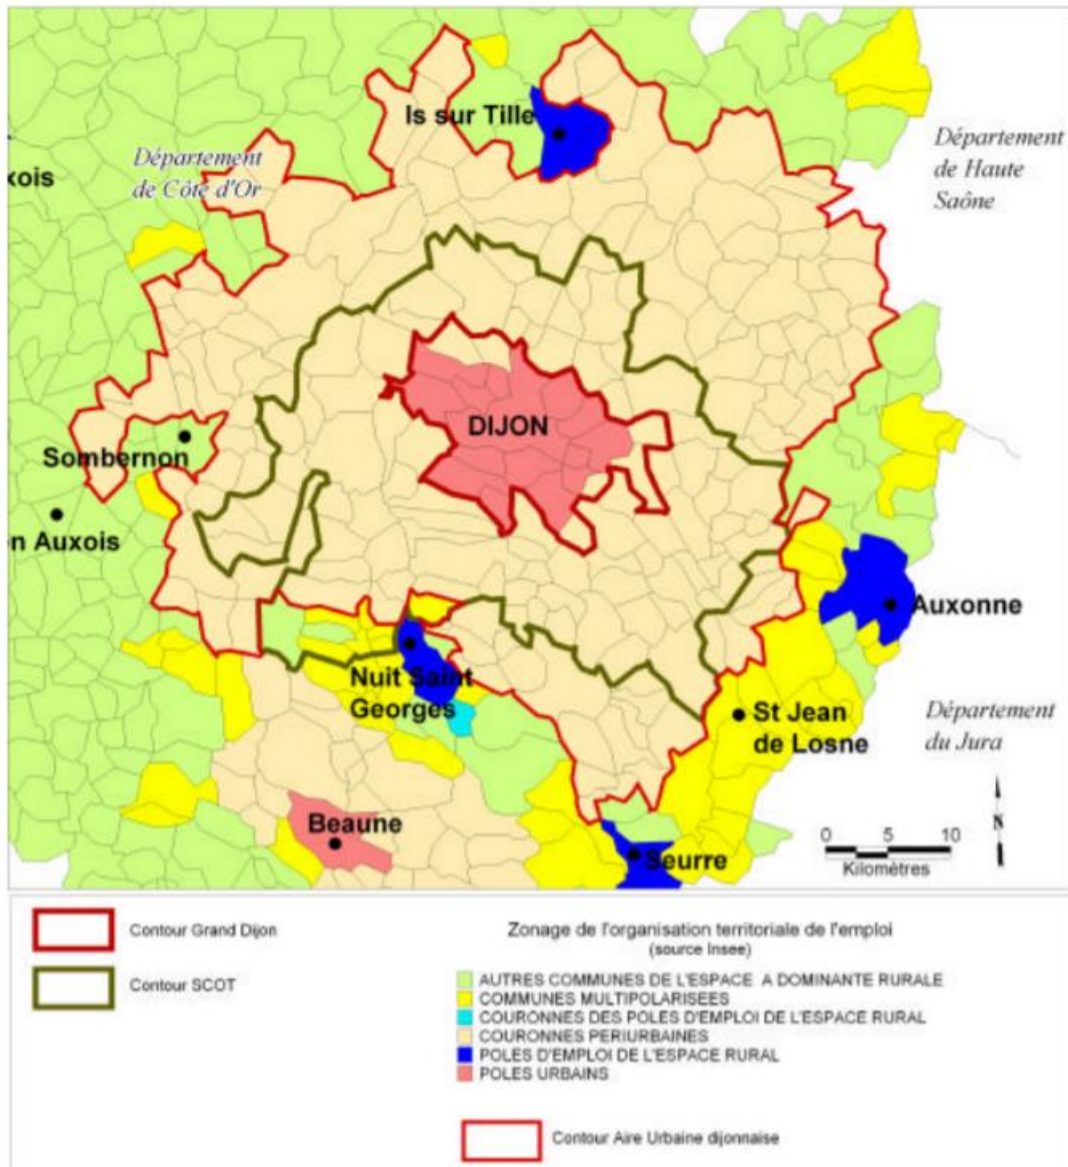 Is sur Tille
Département
de Côte d'Or
Département
de Haute
Saône
xois
DIJON
Sombernon
n Auxois
Auxonne
Nuit Saint
Georges
St Jean
de Losne
Département
du Jura
Beaune
Seurre
N
0 5 10
Kilomètres
Contour Grand Dijon
Contour SCOT
Zonage de l'organisation territoriale de l'emploi
(source Insee)
AUTRES COMMUNES DE L'ESPACE A DOMINANTE RURALE
COMMUNES MULTIPOLARISEES
COURONNES DES POLES D'EMPLOI DE L'ESPACE RURAL
COURONNES PERIURBAINES
POLES D'EMPLOI DE L'ESPACE RURAL
POLES URBAINS
Contour Aire Urbaine dijonnaise